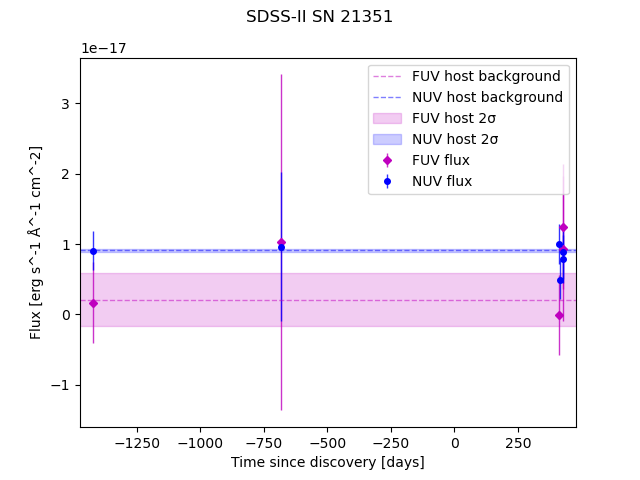 SDSS-II SN 21351
1e−17
FUV host background
NUV host background
FUV host 2σ
NUV host 2σ
FUV flux
NUV flux
3
2
1
0
−1
Flux [erg s^-1 Å^-1 cm^-2]
−1250 −1000 −750 −500 −250 0 250
Time since discovery [days]